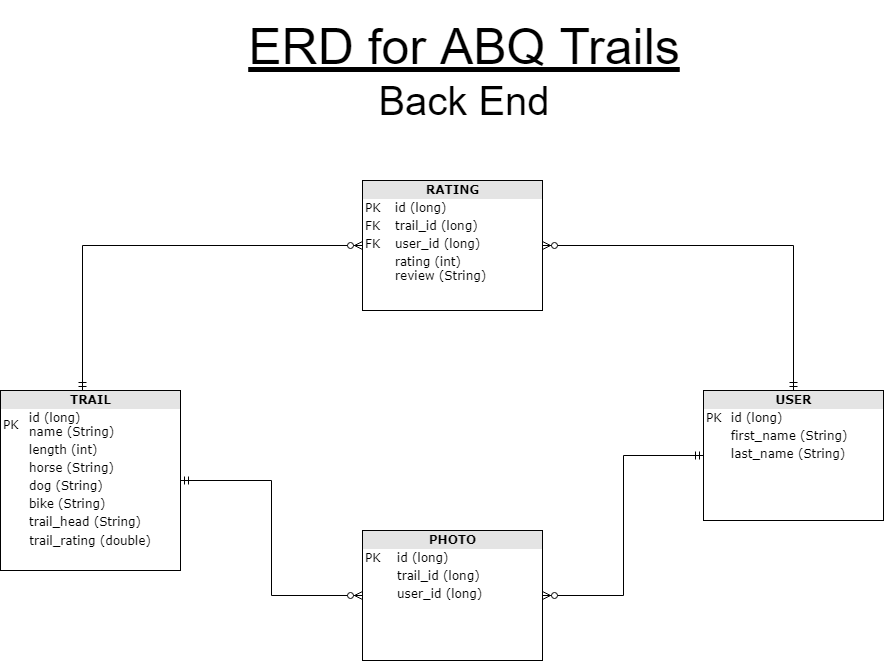 ERD for ABQ Trails
Back End
RATING
PK id (long)
FK trail_id (long)
FK user_id (long)
rating (int)
review (String)
TRAIL
PK id (long)
name (String)
length (int)
horse (String)
dog (String)
bike (String)
trail_head (String)
trail_rating (double)
USER
PK id (long)
first_name (String)
last_name (String)
PHOTO
PK id (long)
trail_id (long)
user_id (long)